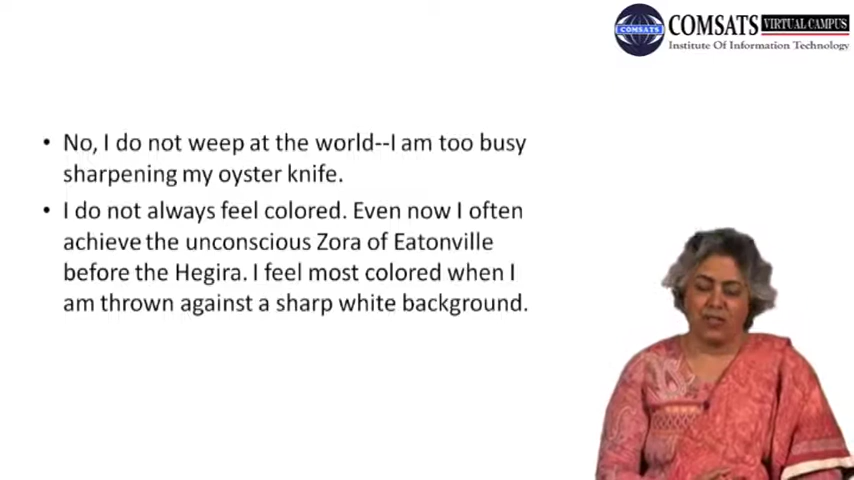 COMSATS VIRTUAL CAMPUS
COMSATS
Institute Of Information Technology
• No, I do not weep at the world--I am too busy
sharpening my oyster knife.
• I do not always feel colored. Even now I often
achieve the unconscious Zora of Eatonville
before the Hegira. I feel most colored when I
am thrown against a sharp white background.